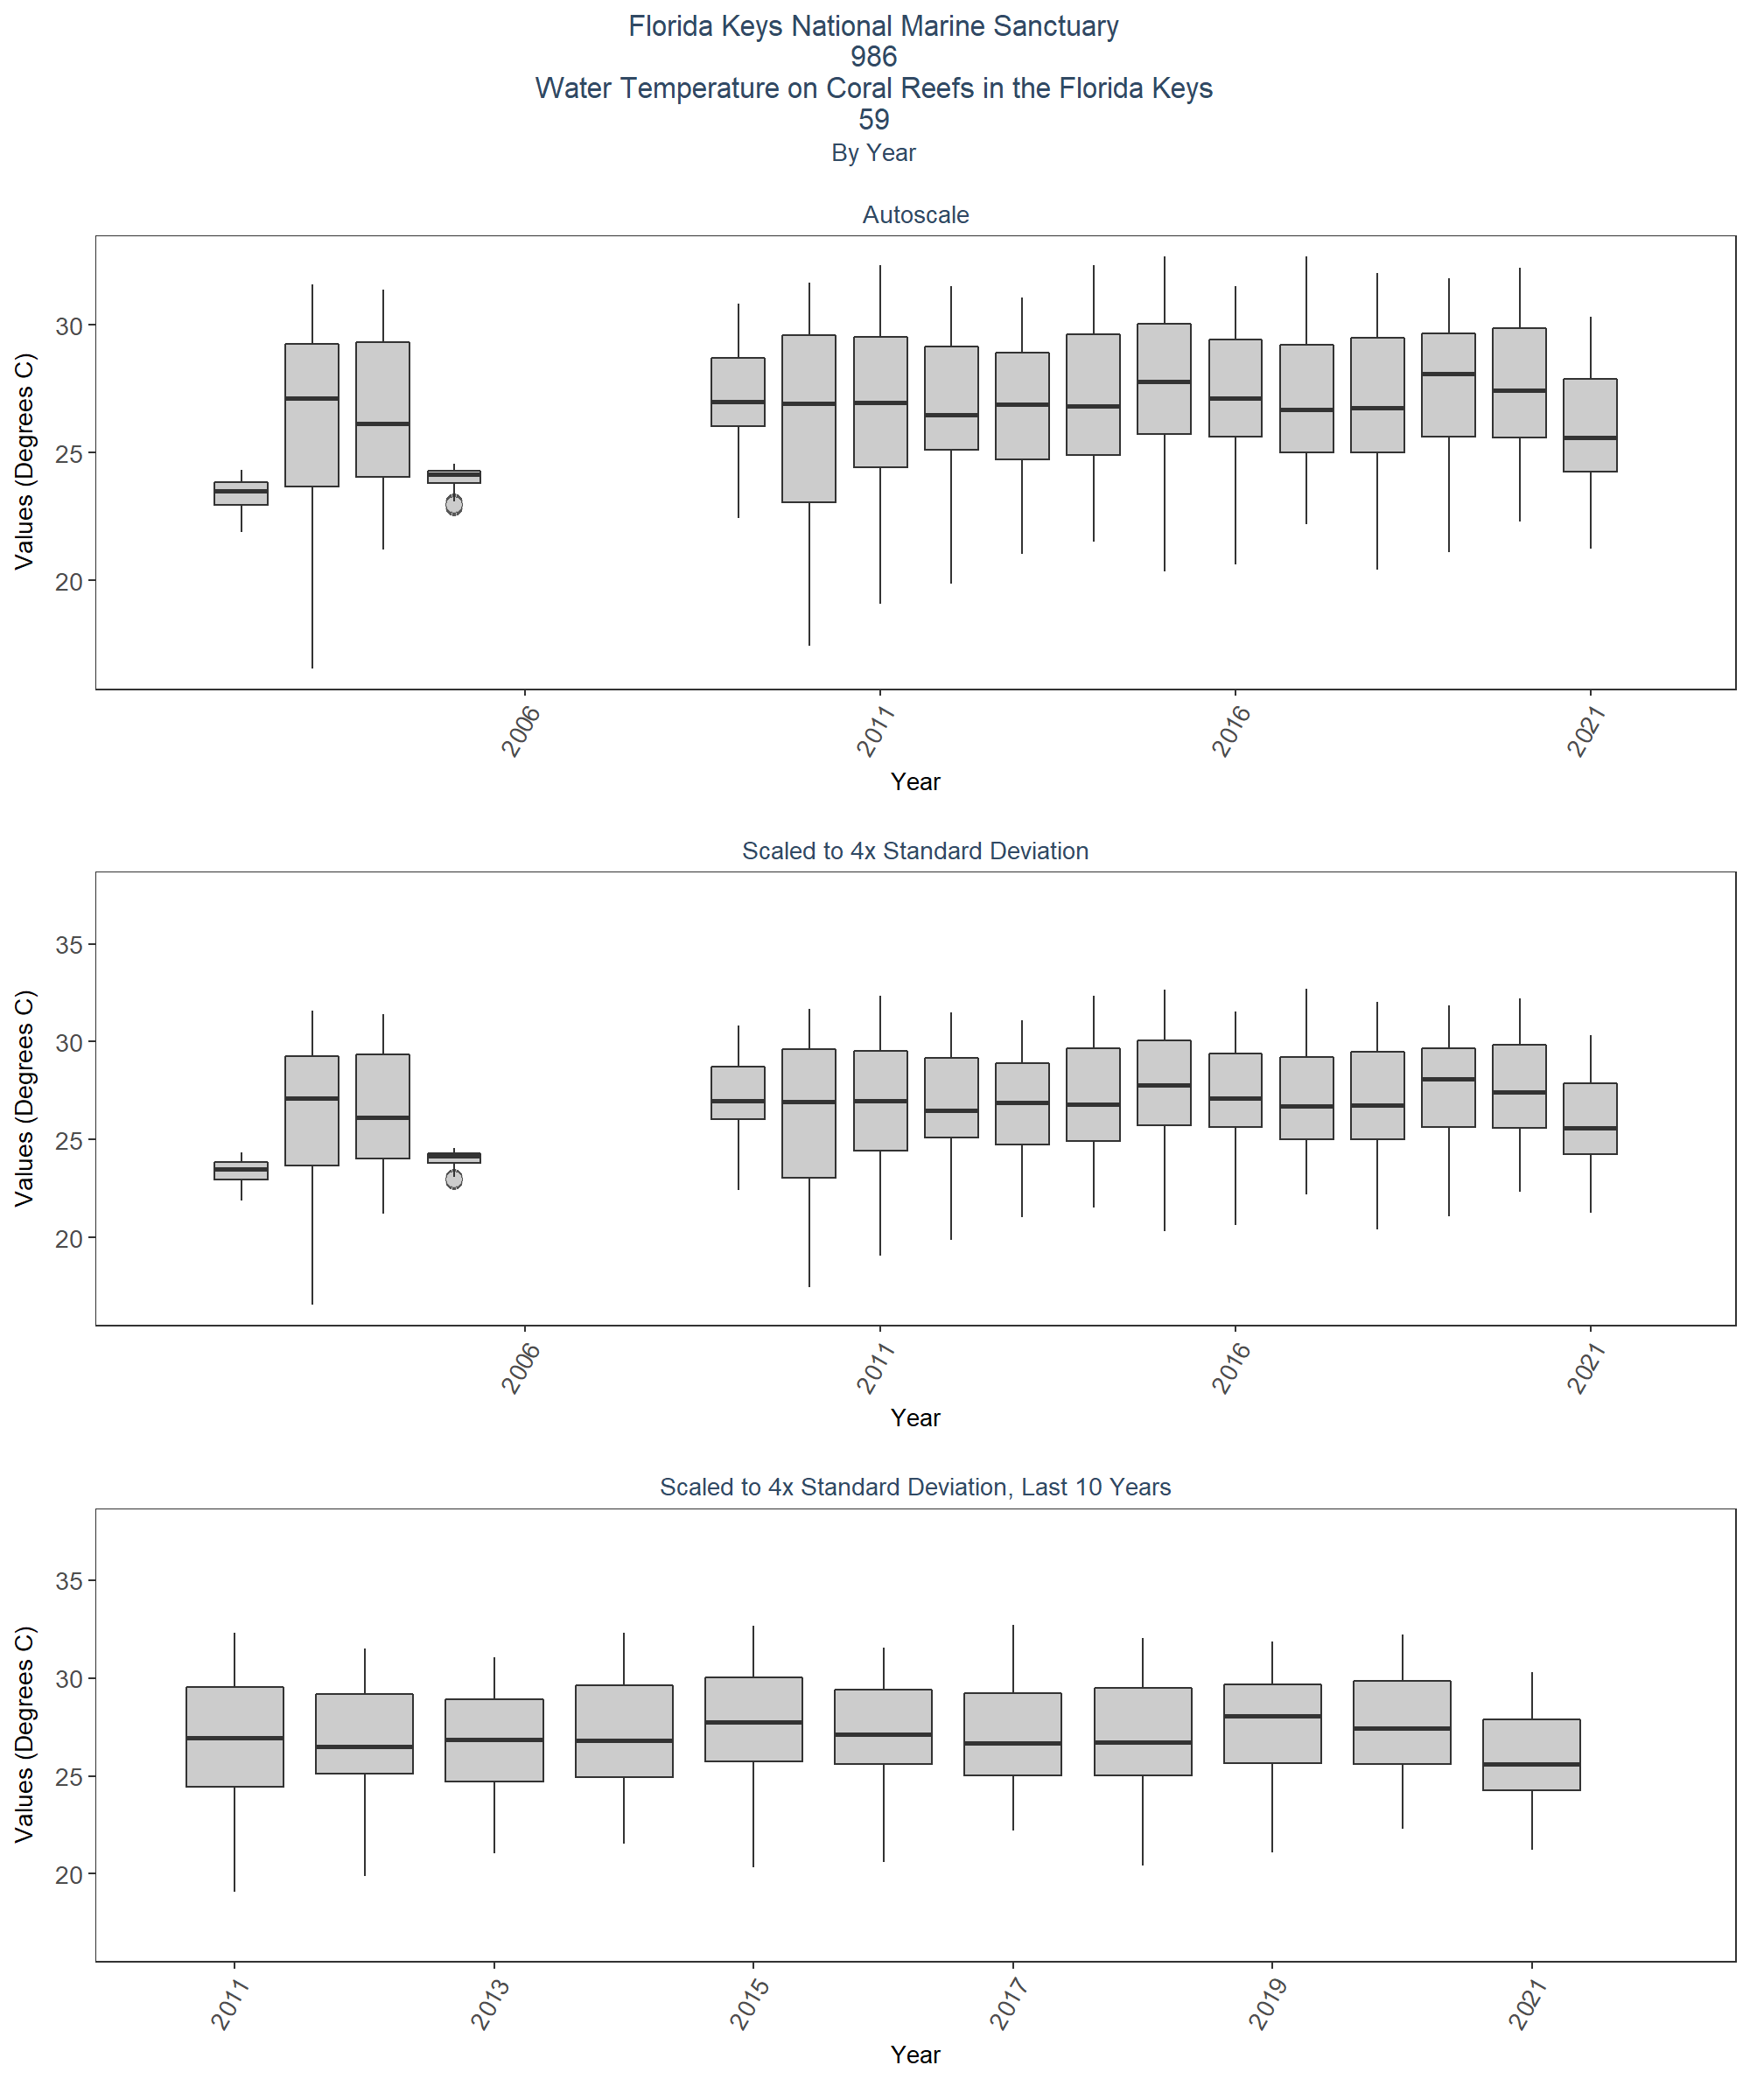 Florida Keys National Marine Sanctuary
986
Water Temperature on Coral Reefs in the Florida Keys
59
By Year
Autoscale
Values (Degrees C)
30
25
20
2006
2011
2016
2021
Year
Scaled to 4x Standard Deviation
Values (Degrees C)
35
30
25
20
2006
2011
2016
2021
Year
Scaled to 4x Standard Deviation, Last 10 Years
Values (Degrees C)
35
30
25
20
2011
2013
2015
2017
2019
2021
Year